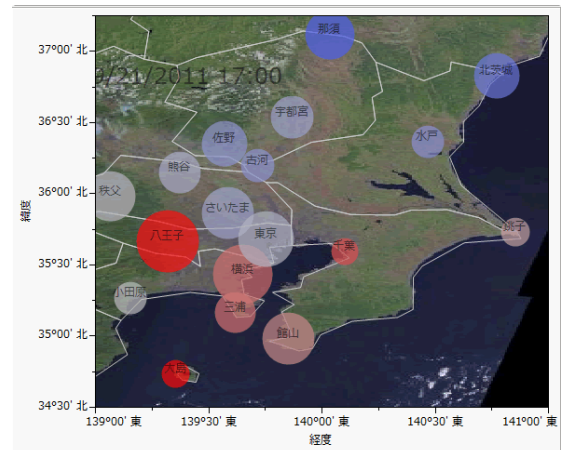 37°00' 北
36°30' 北
36°00' 北
35°30' 北
35°00' 北
34°30' 北
緯度
9/21/2011 17:00
那須
北茨城
宇都宮
水戸
佐野
古河
熊谷
秩父
さいたま
八王子
東京
千葉
銚子
横浜
小田原
三浦
館山
大島
139°00' 東
139°30' 東
140°00' 東
140°30' 東
141°00' 東
経度